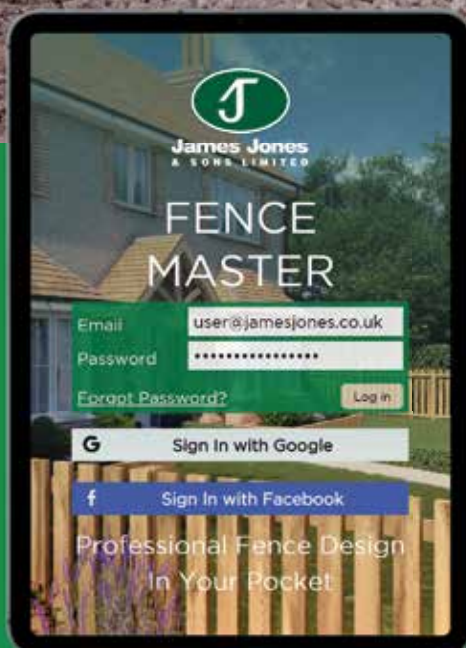 J
James Jones
& SONS LIMITED
FENCE
MASTER
Email user@jamesjones.co.uk
Password ••••••••••••••••
Forgot Password? Log in
G Sign In with Google
f Sign In with Facebook
Professional Fence Design
In Your Pocket